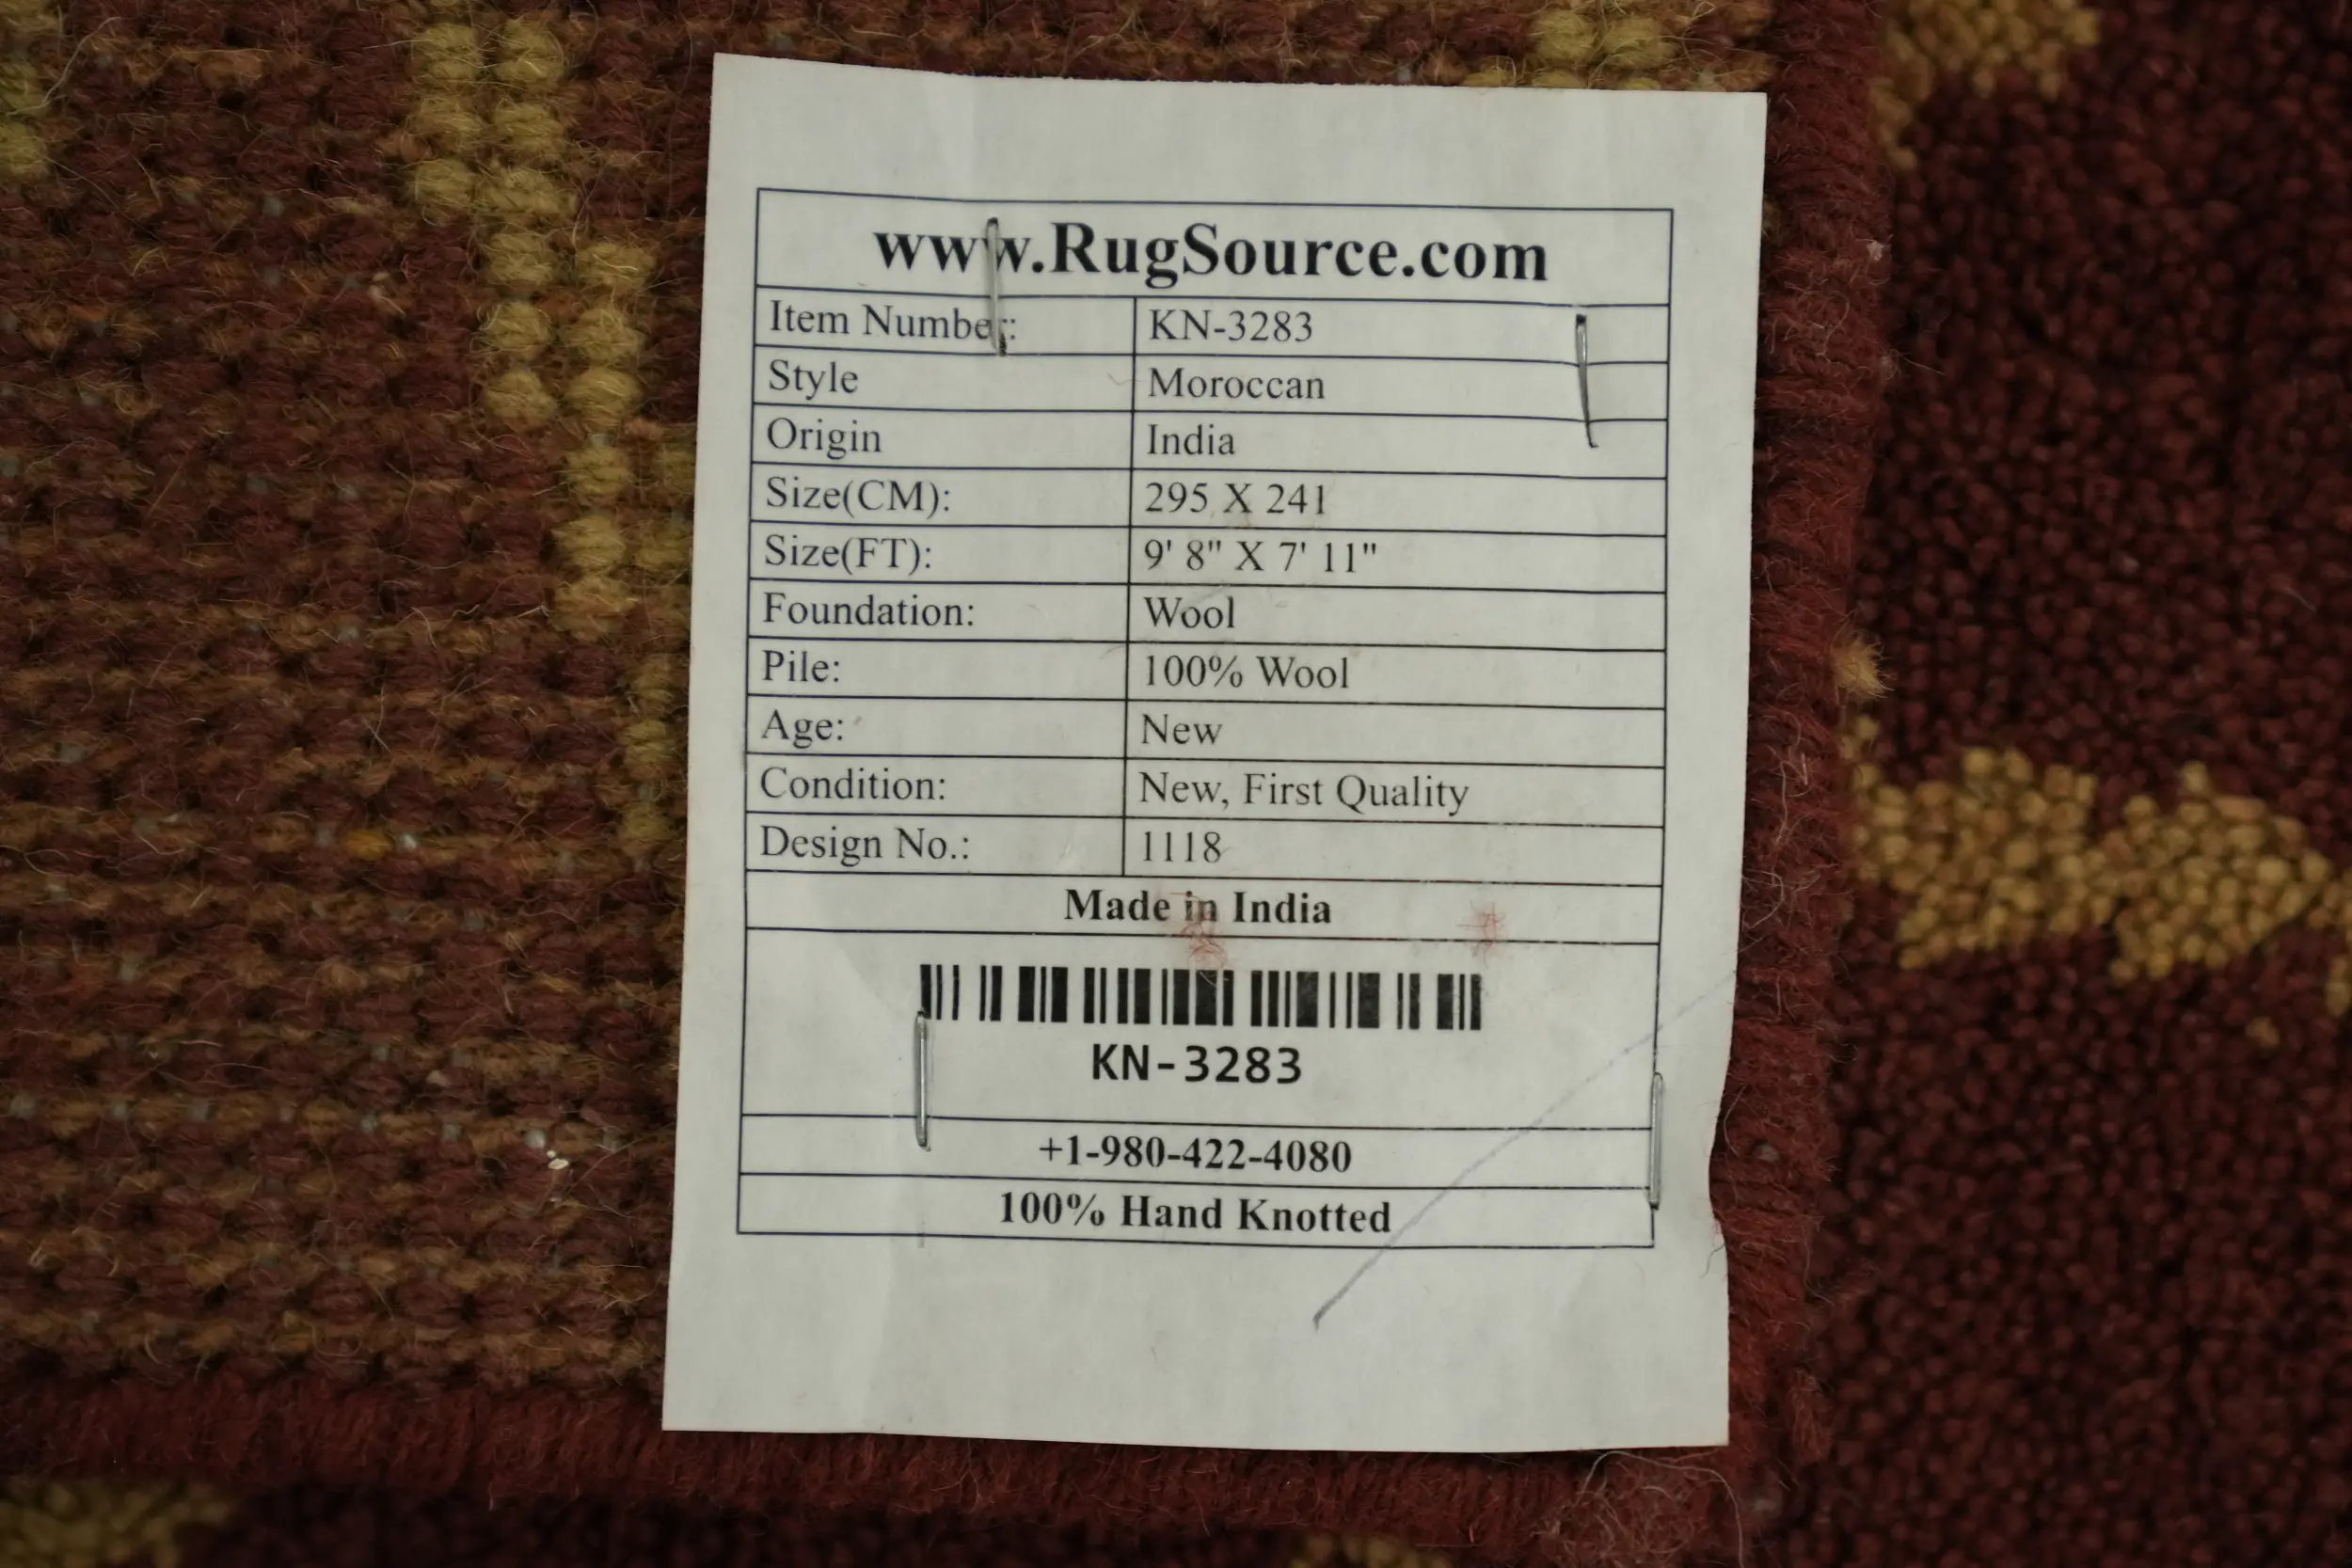 www.RugSource.com
Item Number: KN-3283
Style Moroccan
Origin India
Size(CM): 295 X 241
Size(FT): 9' 8" X 7' 11"
Foundation: Wool
Pile: 100% Wool
Age: New
Condition: New, First Quality
Design No.: 1118
Made in India
KN-3283
+1-980-422-4080
100% Hand Knotted